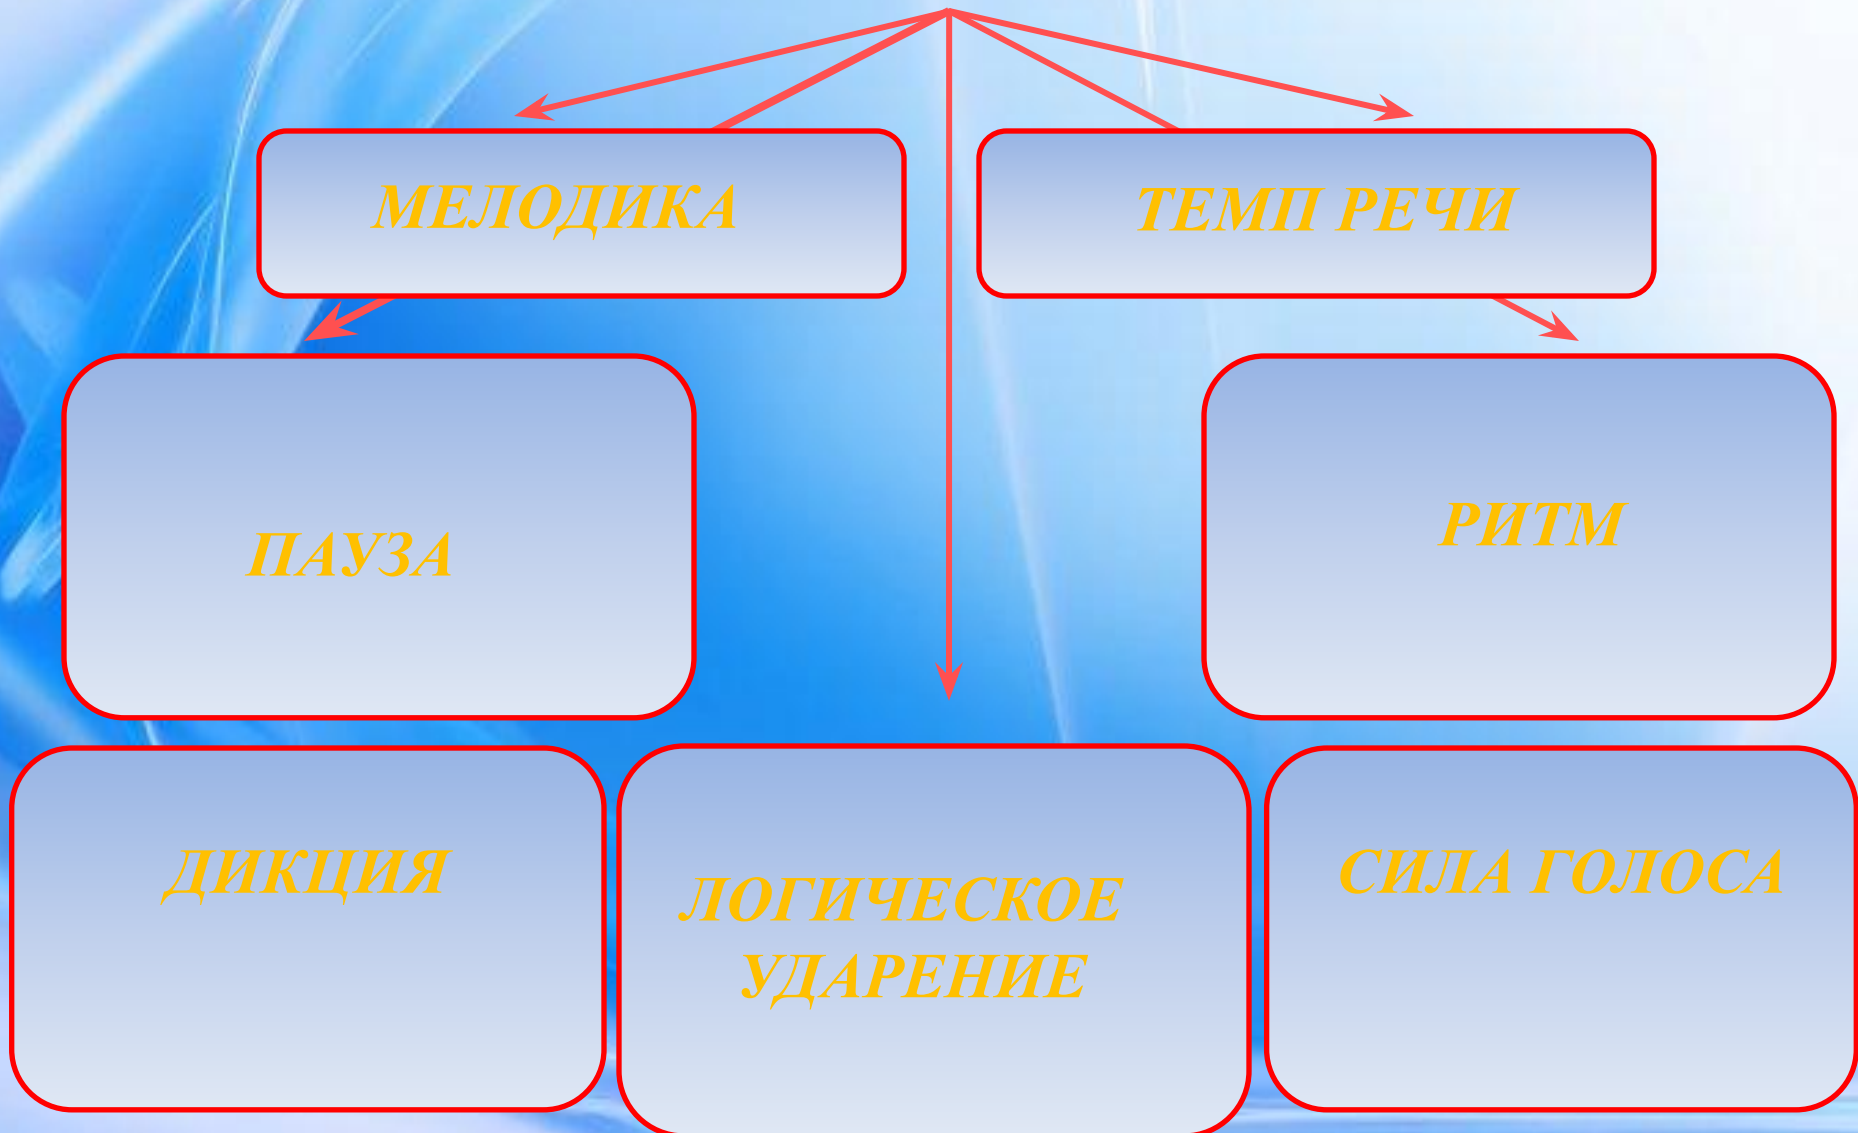 МЕЛОДИКА
ТЕМП РЕЧИ
ПАУЗА
РИТМ
ДИКЦИЯ
ЛОГИЧЕСКОЕ
УДАРЕНИЕ
СИЛА ГОЛОСА